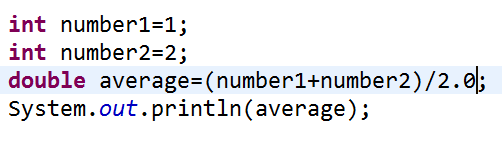 int number1=1;
int number2=2;
double average=(number1+number2)/2.0;
System.out.println(average);